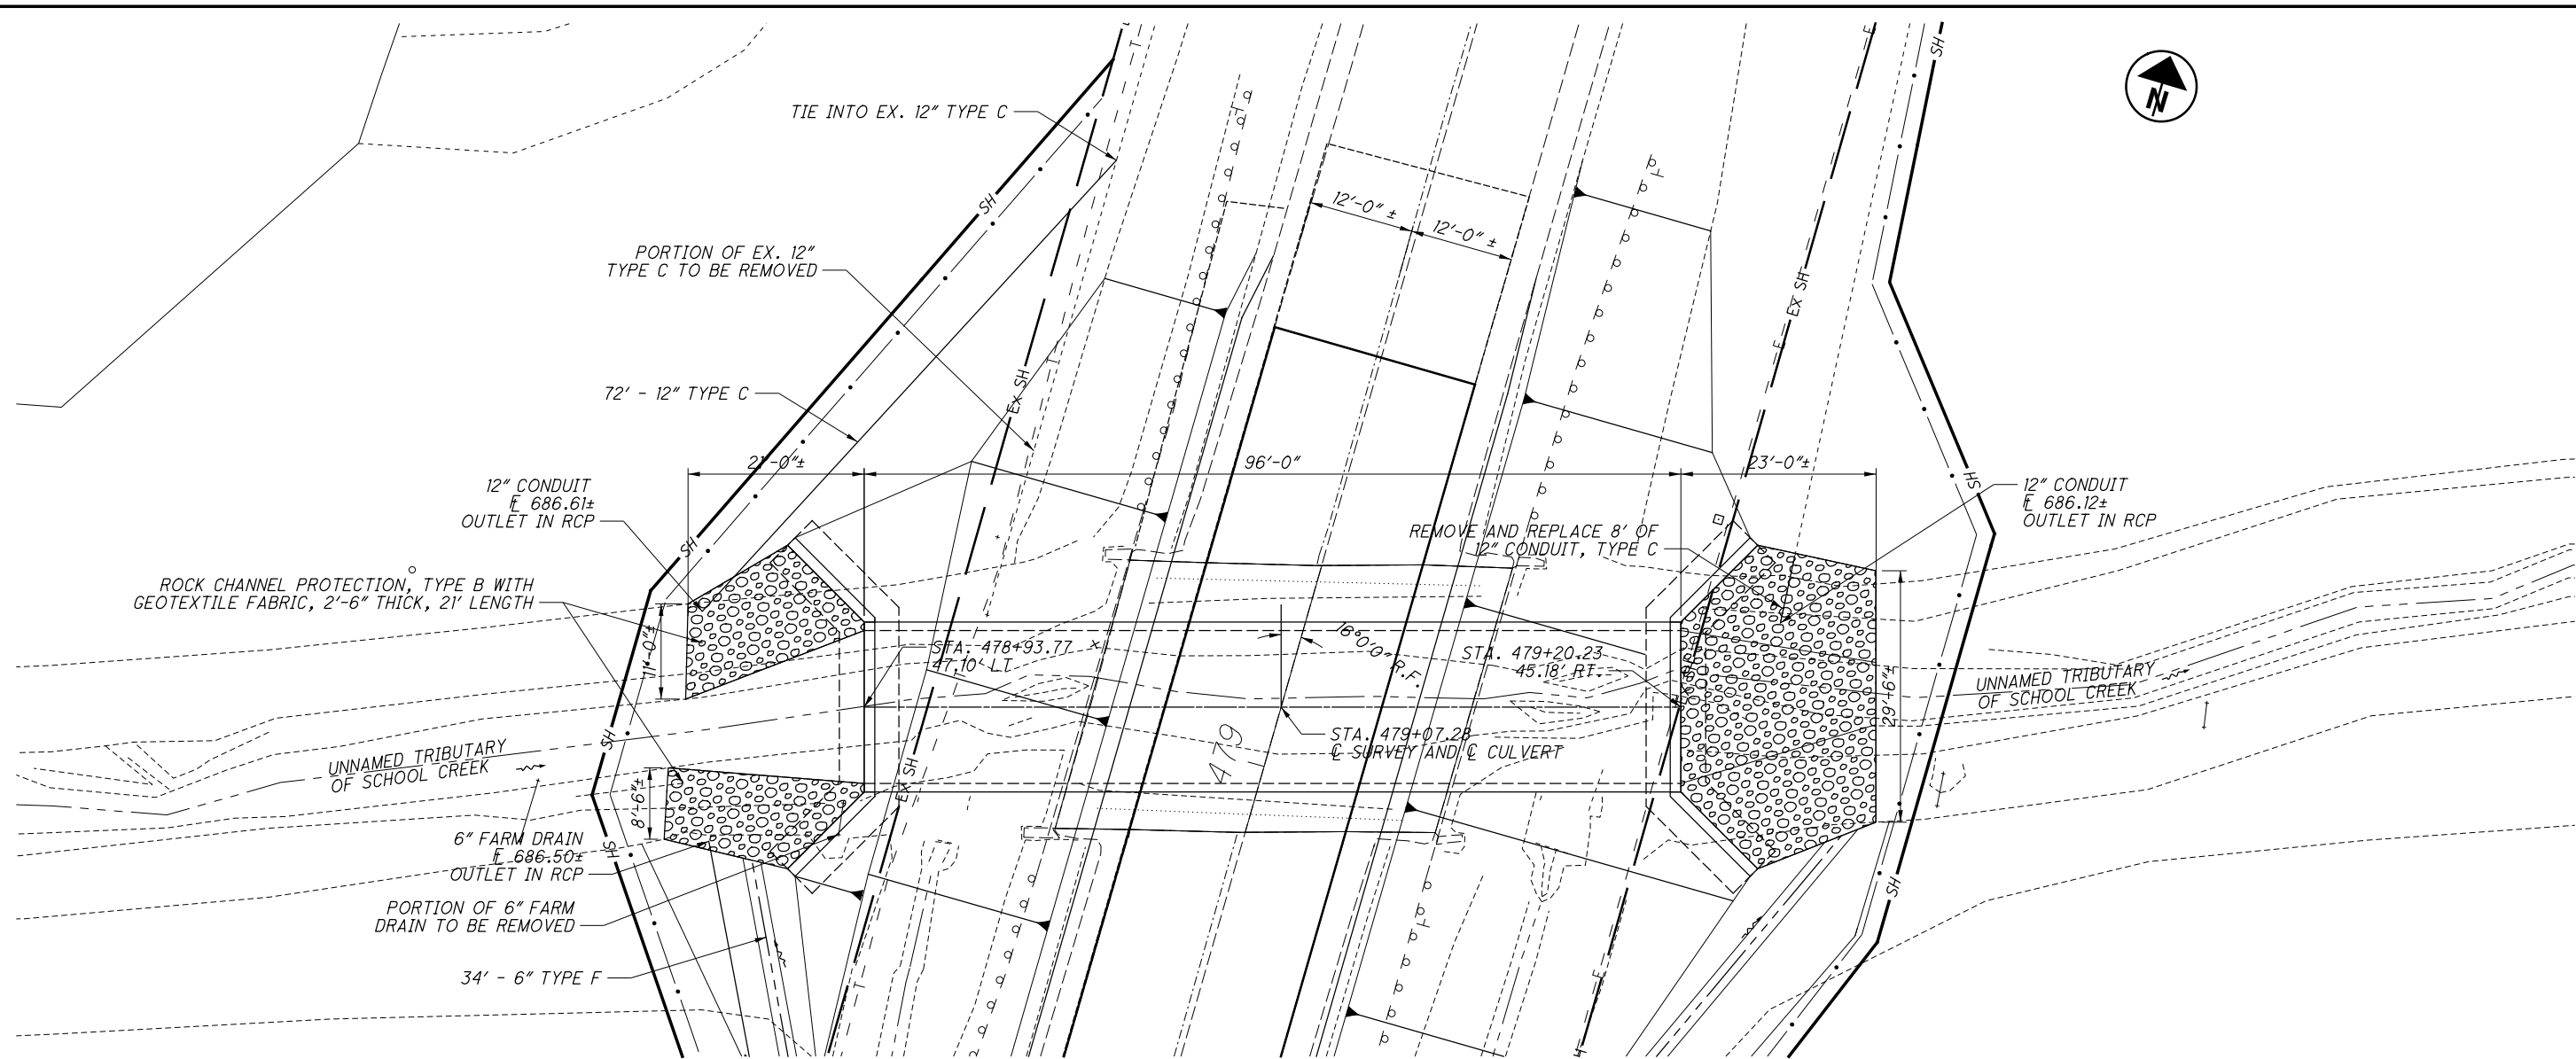 SH
T
E
SH
N
TIE INTO EX. 12" TYPE C
SH
12'-0" ±
12'-0" ±
PORTION OF EX. 12"
TYPE C TO BE REMOVED
EX SH
E
T
EX SH
72' - 12" TYPE C
21'-0"±
96'-0"
23'-0"±
SH
12" CONDUIT
℄ 686.61±
OUTLET IN RCP
12" CONDUIT
℄ 686.12±
OUTLET IN RCP
REMOVE AND REPLACE 8' OF
12" CONDUIT, TYPE C
SH
ROCK CHANNEL PROTECTION, TYPE B WITH
GEOTEXTILE FABRIC, 2'-6" THICK, 21' LENGTH
11'-0"±
STA. 478+93.77
47.10' LT.
16°0'0" R.F.
STA. 479+20.23
45.18' RT.
29'-6"±
UNNAMED TRIBUTARY
OF SCHOOL CREEK
T
STA. 479+07.28
℄ SURVEY AND ℄ CULVERT
479
SH
UNNAMED TRIBUTARY
OF SCHOOL CREEK
EX SH
8'-6"±
6" FARM DRAIN
℄ 686.50±
OUTLET IN RCP
SH
SH
PORTION OF 6" FARM
DRAIN TO BE REMOVED
34' - 6" TYPE F
T
E